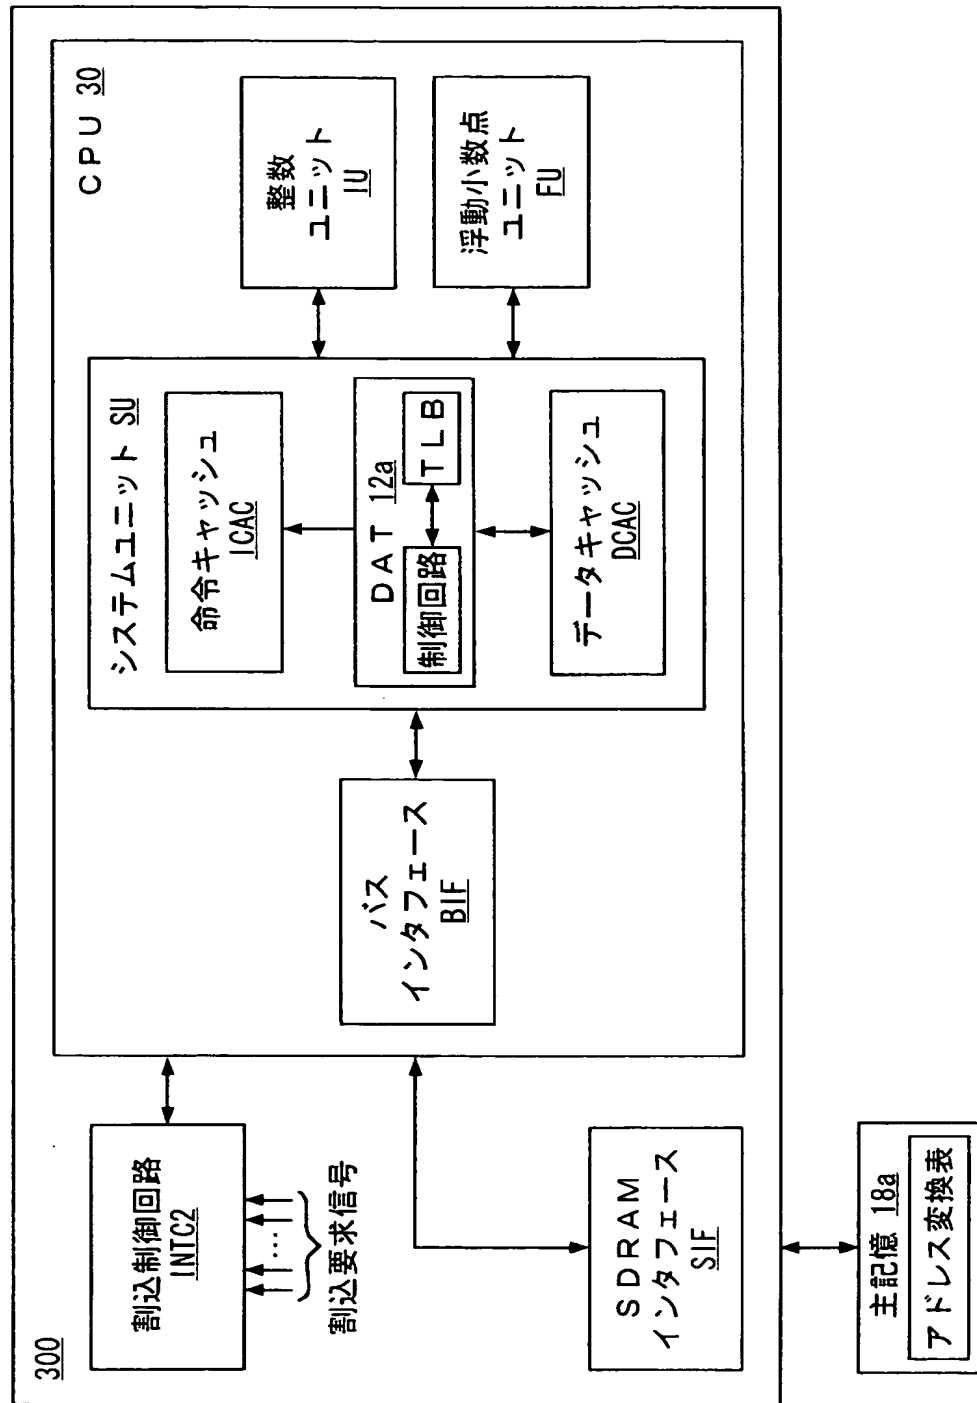 300
CPU 30
割込制御回路
INTC2
…
割込要求信号
SDRAM
インタフェース
SIF
バス
インタフェース
BIF
システムユニット SU
命令キャッシュ
ICAC
DAT 12a
制御回路
TLB
データキャッシュ
DCAC
整数
ユニット
IU
浮動小数点
ユニット
FU
主記憶 18a
アドレス変換表